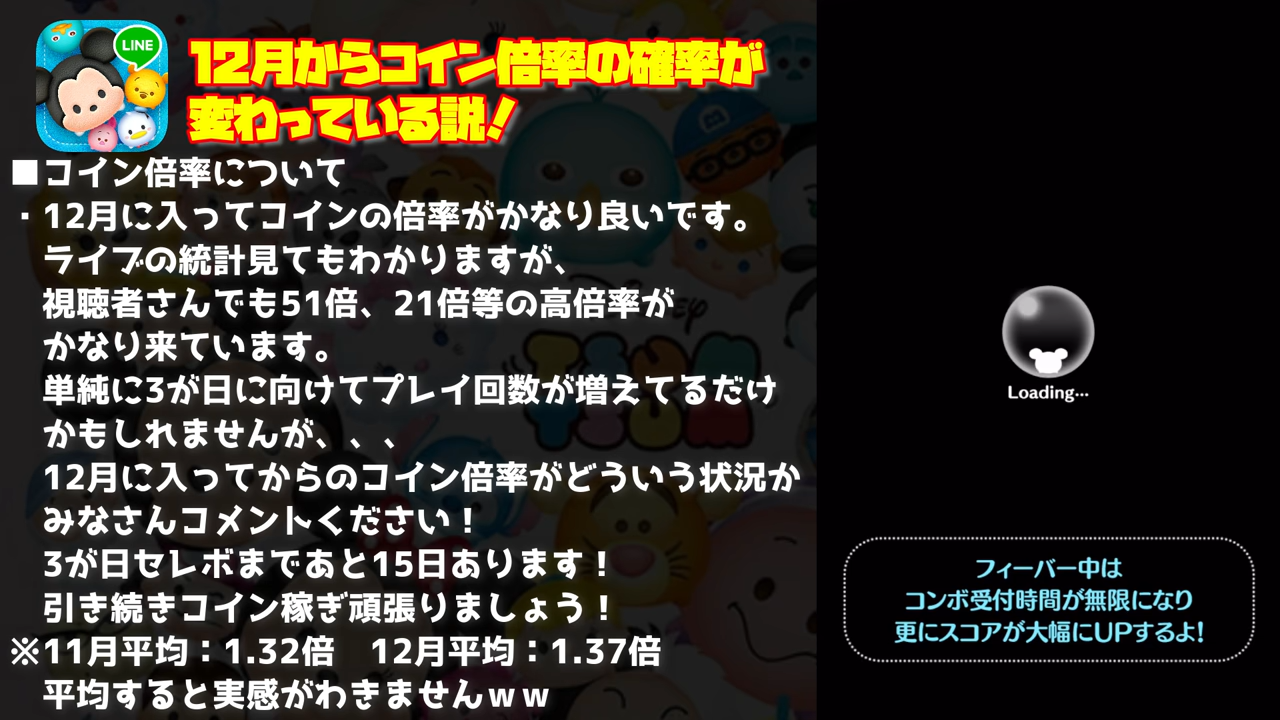 LINE
12月からコイン倍率の確率が
変わっている説!
■コイン倍率について
・12月に入ってコインの倍率がかなり良いです。
ライブの統計見てもわかりますが、
視聴者さんでも51倍、21倍等の高倍率が
かなり来ています。
単純に3が日に向けてプレイ回数が増えてるだけ
かもしれませんが、、、
12月に入ってからのコイン倍率がどういう状況か
みなさんコメントください！
3が日セレボまであと15日あります！
引き続きコイン稼ぎ頑張りましょう！
※11月平均：1.32倍　12月平均：1.37倍
平均すると実感がわきませんｗｗ
TSUM
TSUM
Loading…
フィーバー中は
コンボ受付時間が無限になり
更にスコアが大幅にUPするよ!